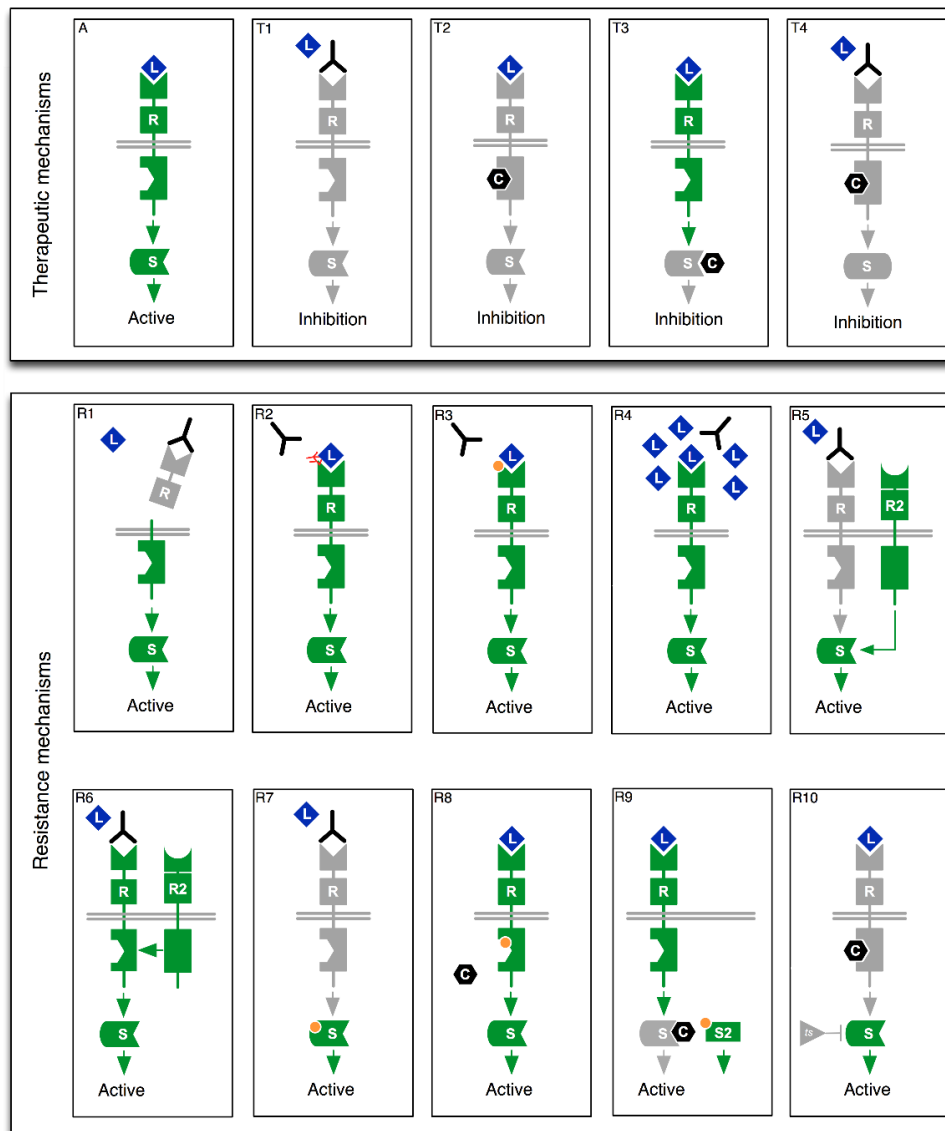 Therapeutic mechanisms
A
L
R
S
Active
T1
L
R
S
Inhibition
T2
L
R
C
S
Inhibition
T3
L
R
S
C
Inhibition
T4
L
R
C
S
Inhibition
Resistance mechanisms
R1
L
R
S
Active
R2
L
R
S
Active
R3
L
R
S
Active
R4
L
L
L
L
L
L
R
S
Active
R5
L
R
R2
S
Active
R6
L
R
R2
S
Active
R7
L
R
S
Active
R8
L
R
C
S
Active
R9
L
R
S
C
S2
Active
R10
L
R
C
ts
S
Active